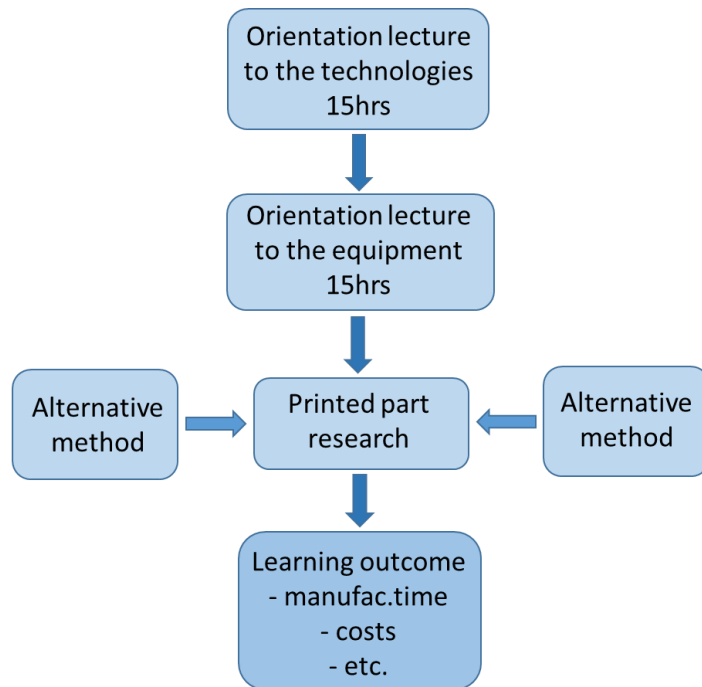 Orientation lecture
to the technologies
15hrs
Orientation lecture
to the equipment
15hrs
Alternative
method
Printed part
research
Alternative
method
Learning outcome
- manufac.time
- costs
- etc.